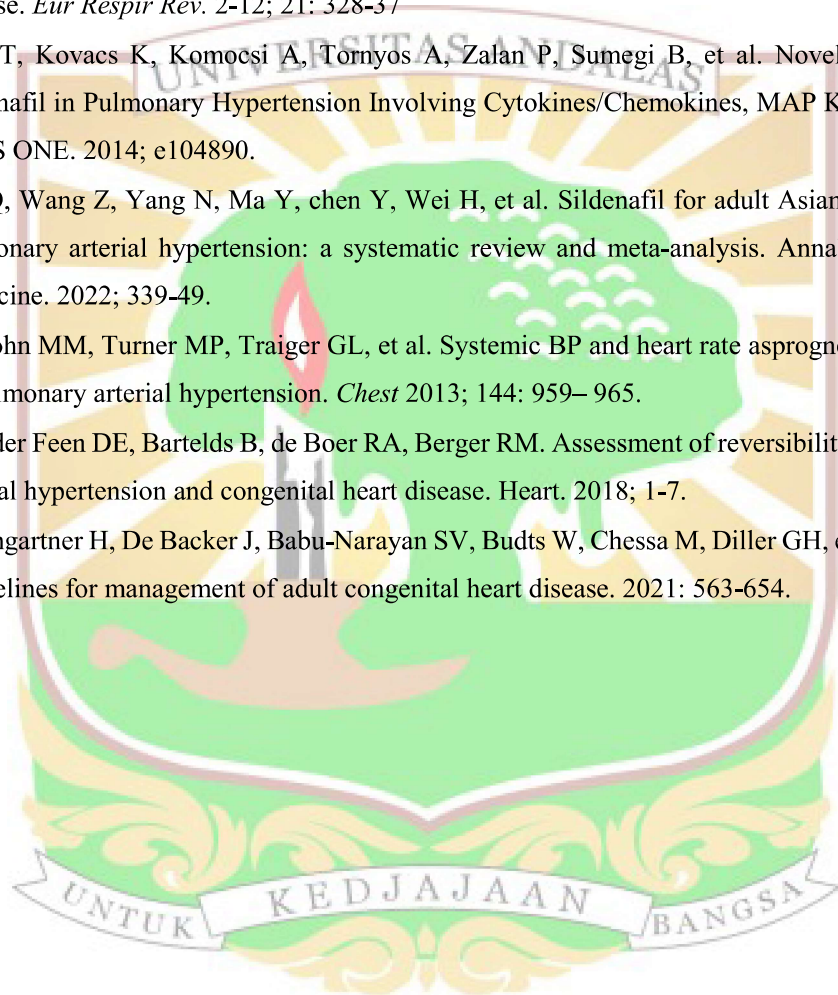 se. Eur Respir Rev. 2-12; 21: 328-37
UNIVERSITAS ANDALAS
T, Kovacs K, Komocsi A, Tornyos A, Zalan P, Sumegi B, et al. Novel
nafil in Pulmonary Hypertension Involving Cytokines/Chemokines, MAP K
S ONE. 2014; e104890.
Q, Wang Z, Yang N, Ma Y, chen Y, Wei H, et al. Sildenafil for adult Asian
onary arterial hypertension: a systematic review and meta-analysis. Anna
cine. 2022; 339-49.
ohn MM, Turner MP, Traiger GL, et al. Systemic BP and heart rate asprogno
lmonary arterial hypertension. Chest 2013; 144: 959– 965.
der Feen DE, Bartelds B, de Boer RA, Berger RM. Assessment of reversibilit
al hypertension and congenital heart disease. Heart. 2018; 1-7.
ngartner H, De Backer J, Babu-Narayan SV, Budts W, Chessa M, Diller GH, e
elines for management of adult congenital heart disease. 2021: 563-654.
UNTUK KEDJAJAAN BANGSA